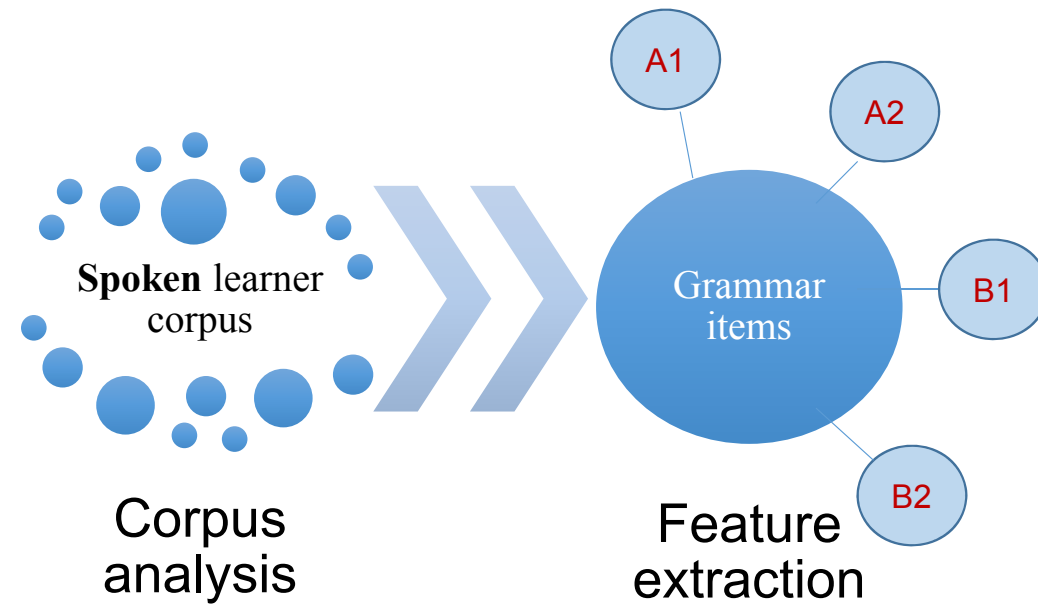 Spoken learner
corpus
Corpus
analysis
Grammar
items
A1
A2
B1
B2
Feature
extraction